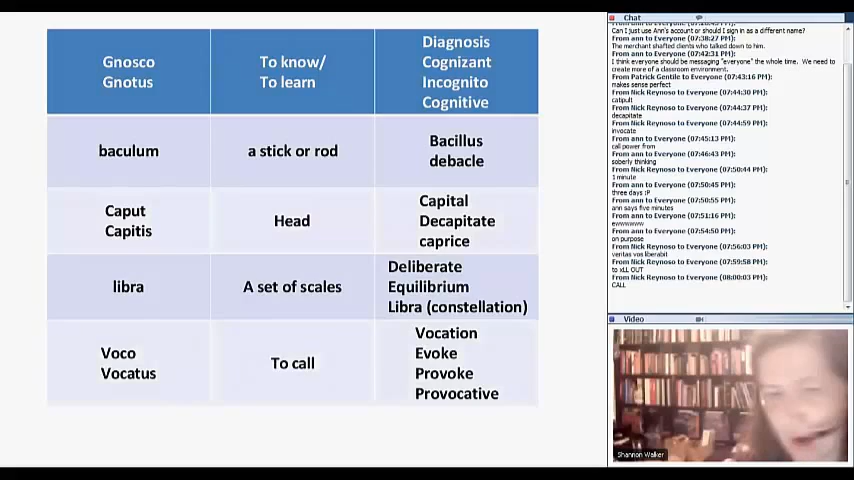 Gnosco
Gnotus
To know/
To learn
Diagnosis
Cognizant
Incognito
Cognitive
baculum
a stick or rod
Bacillus
debacle
Caput
Capitis
Head
Capital
Decapitate
caprice
libra
A set of scales
Deliberate
Equilibrium
Libra (constellation)
Voco
Vocatus
To call
Vocation
Evoke
Provoke
Provocative
Chat
Can I just use Ann's account or should I sign in as a different name?
From ann to Everyone (07:38:27 PM):
The merchant shafted clients who talked down to him.
From ann to Everyone (07:42:31 PM):
I think everyone should be messaging "everyone" the whole time. We need to
create more of a classroom environment.
From Patrick Gentile to Everyone (07:43:16 PM):
makes sense perfect
From Nick Reynoso to Everyone (07:44:30 PM):
catipult
From Nick Reynoso to Everyone (07:44:37 PM):
decapitate
From Nick Reynoso to Everyone (07:44:59 PM):
invocate
From ann to Everyone (07:45:13 PM):
call power from
From ann to Everyone (07:46:43 PM):
soberly thinking
From Nick Reynoso to Everyone (07:50:44 PM):
1 minute
From ann to Everyone (07:50:45 PM):
three days :P
From Nick Reynoso to Everyone (07:50:55 PM):
ann says five minutes
From ann to Everyone (07:51:16 PM):
From ann to Everyone (07:54:50 PM):
on purpose
From Nick Reynoso to Everyone (07:56:03 PM):
veritas vos liberabit
From Nick Reynoso to Everyone (07:59:58 PM):
to xLL OUT
From Nick Reynoso to Everyone (08:00:03 PM):
CALL
Video
Shannon Walker